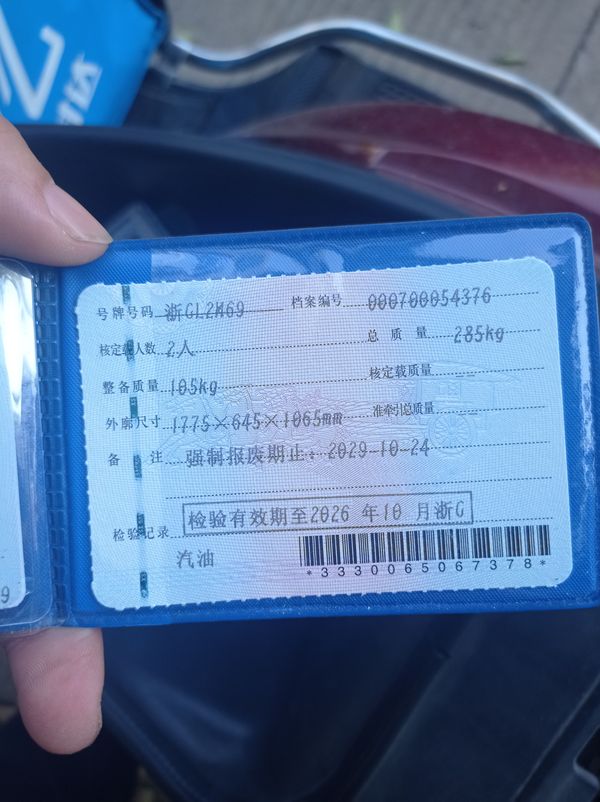 号牌号码 浙GL2M69 档案编号 000700054376
核定载人数 2人 总质量 285kg
整备质量 105kg 核定载质量 --
外廓尺寸 1775×645×1065mm 准牵引总质量 --
备注 强制报废期止：2029-10-24
检验记录 检验有效期至2026年10月浙G
汽油
*3330065067378*
9